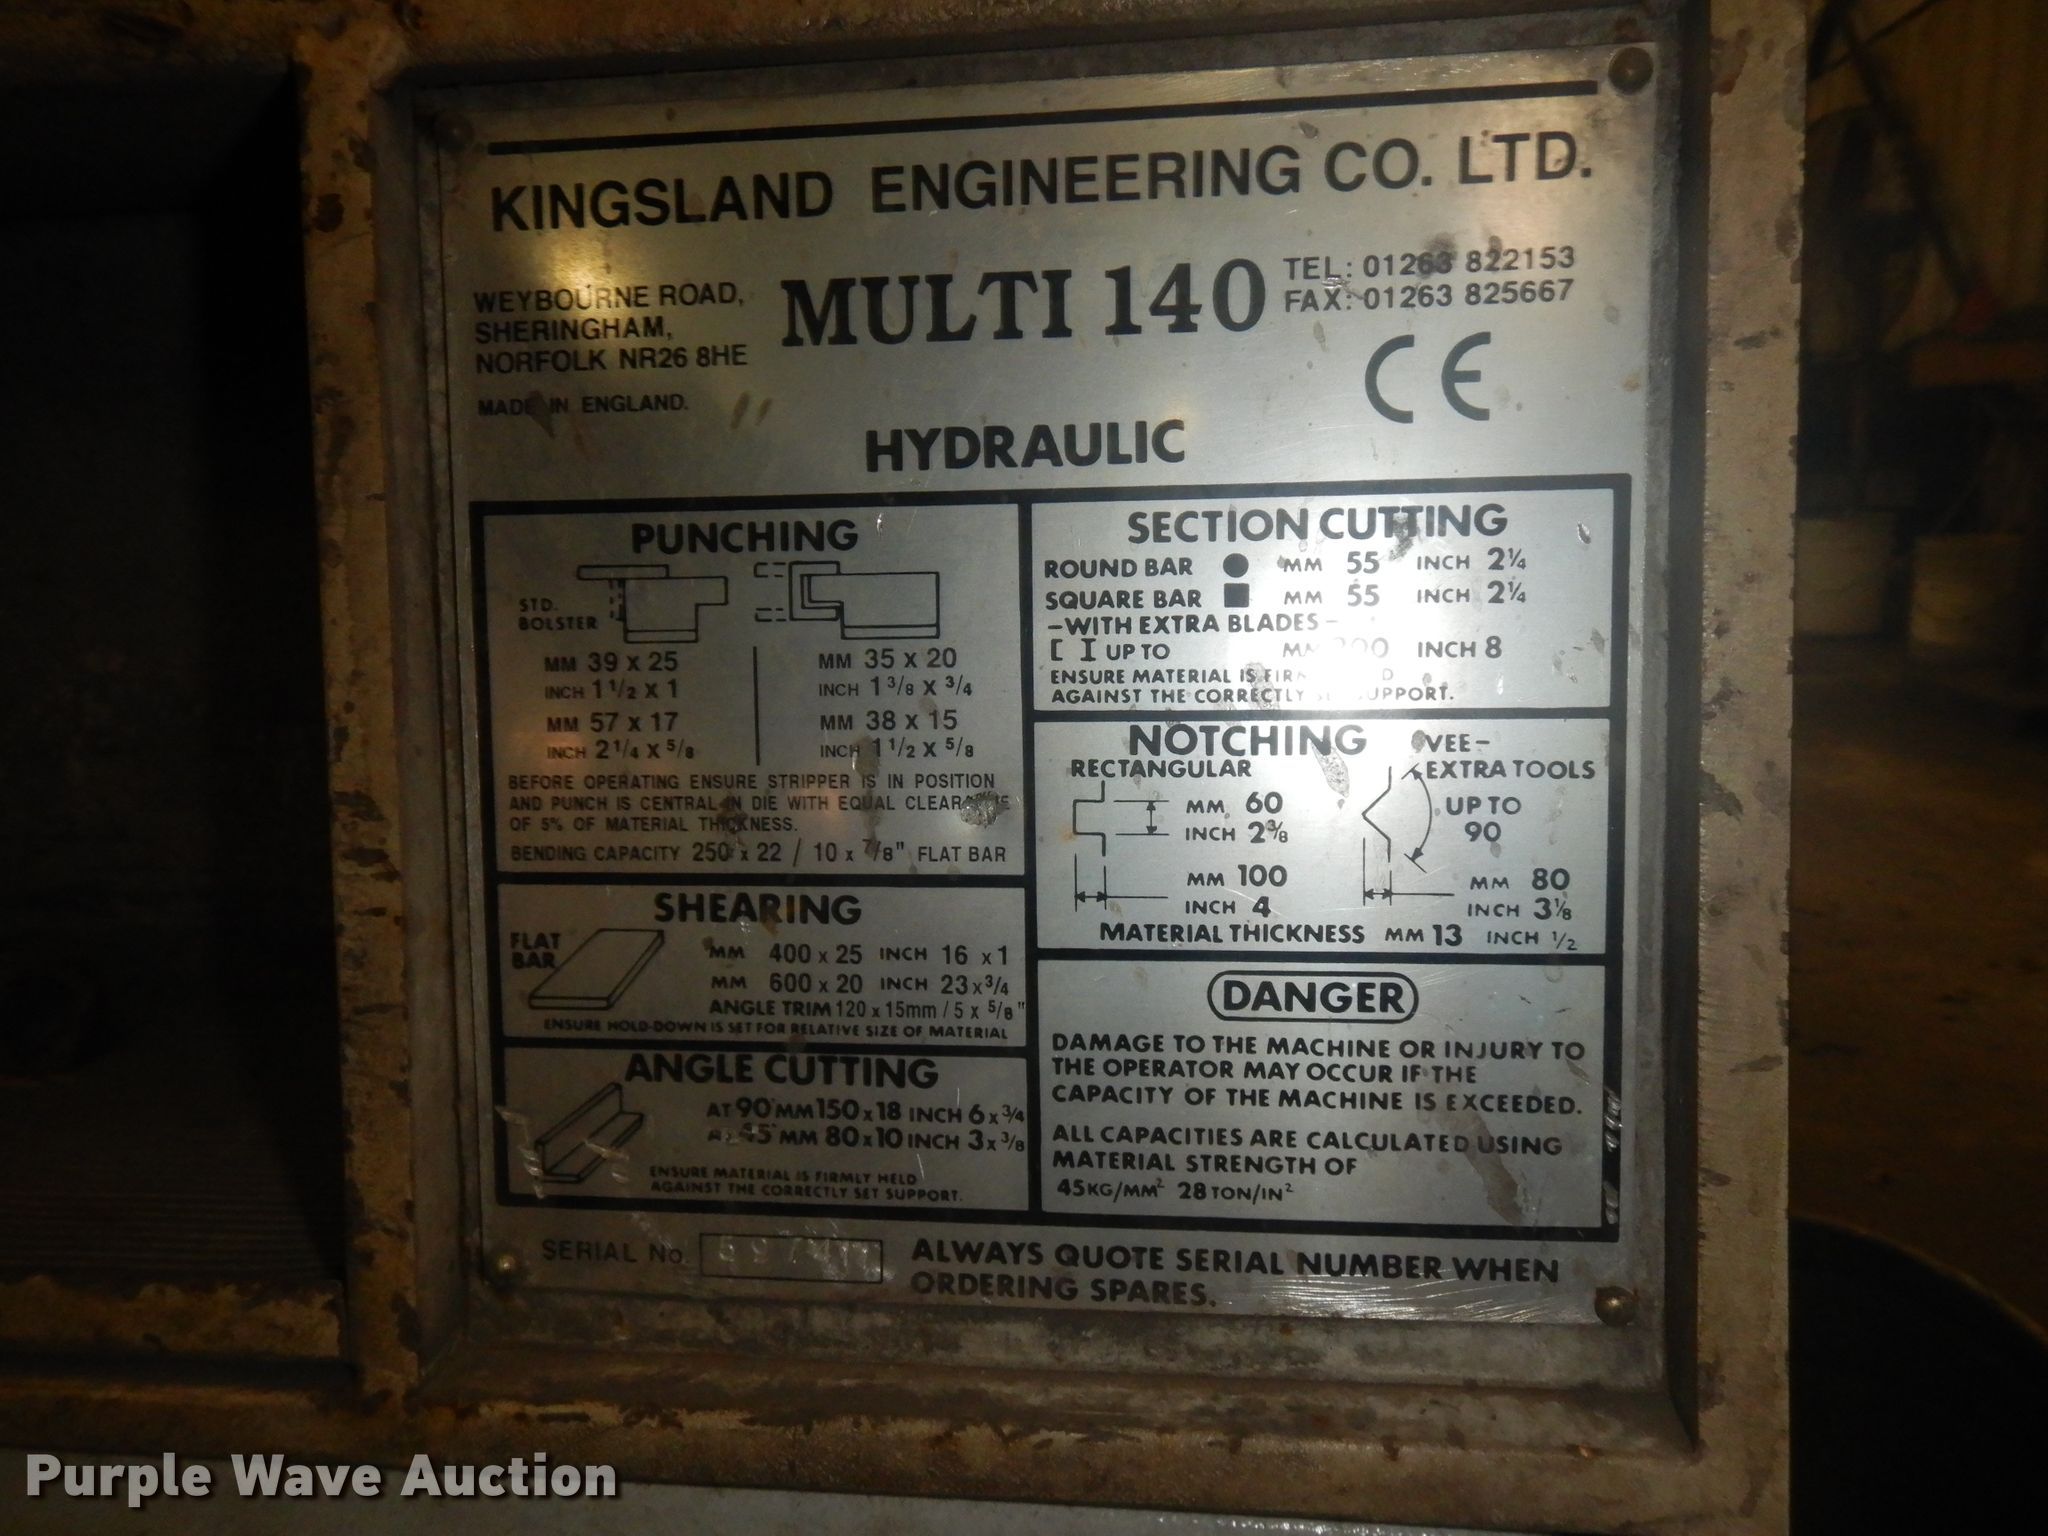 KINGSLAND ENGINEERING CO. LTD.
WEYBOURNE ROAD,
SHERINGHAM,
NORFOLK NR26 8HE
MADE IN ENGLAND.
MULTI 140
TEL: 01263 822153
FAX: 01263 825667
CE
HYDRAULIC
PUNCHING
STD.
BOLSTER
MM 39 x 25
INCH 1 1/2 x 1
MM 57 x 17
INCH 2 1/4 x 5/8
MM 35 x 20
INCH 1 3/8 x 3/4
MM 38 x 15
INCH 1 1/2 x 5/8
BEFORE OPERATING ENSURE STRIPPER IS IN POSITION
AND PUNCH IS CENTRAL IN DIE WITH EQUAL CLEARANCE
OF 5% OF MATERIAL THICKNESS.
BENDING CAPACITY 250 x 22 / 10 x 7/8" FLAT BAR
SHEARING
FLAT
BAR
MM 400 x 25 INCH 16 x 1
MM 600 x 20 INCH 23 x 3/4
ANGLE TRIM 120 x 15mm / 5 x 5/8"
ENSURE HOLD-DOWN IS SET FOR RELATIVE SIZE OF MATERIAL
ANGLE CUTTING
AT 90° MM 150 x 18 INCH 6 x 3/4
AT 45° MM 80 x 10 INCH 3 x 3/8
ENSURE MATERIAL IS FIRMLY HELD
AGAINST THE CORRECTLY SET SUPPORT.
SECTION CUTTING
ROUND BAR ● MM 55 INCH 2 1/4
SQUARE BAR ■ MM 55 INCH 2 1/4
-WITH EXTRA BLADES-
[ I UP TO MM INCH 8
ENSURE MATERIAL IS
AGAINST THE CORRECTLY SET SUPPORT.
NOTCHING
RECTANGULAR
MM 60
INCH 2 3/8
MM 100
INCH 4
VEE-
EXTRA TOOLS
UP TO
90
MM 80
INCH 3 1/8
MATERIAL THICKNESS MM 13 INCH 1/2
DANGER
DAMAGE TO THE MACHINE OR INJURY TO
THE OPERATOR MAY OCCUR IF THE
CAPACITY OF THE MACHINE IS EXCEEDED.
ALL CAPACITIES ARE CALCULATED USING
MATERIAL STRENGTH OF
45KG/MM² 28 TON/IN²
SERIAL No.
ALWAYS QUOTE SERIAL NUMBER WHEN
ORDERING SPARES.
Purple Wave Auction